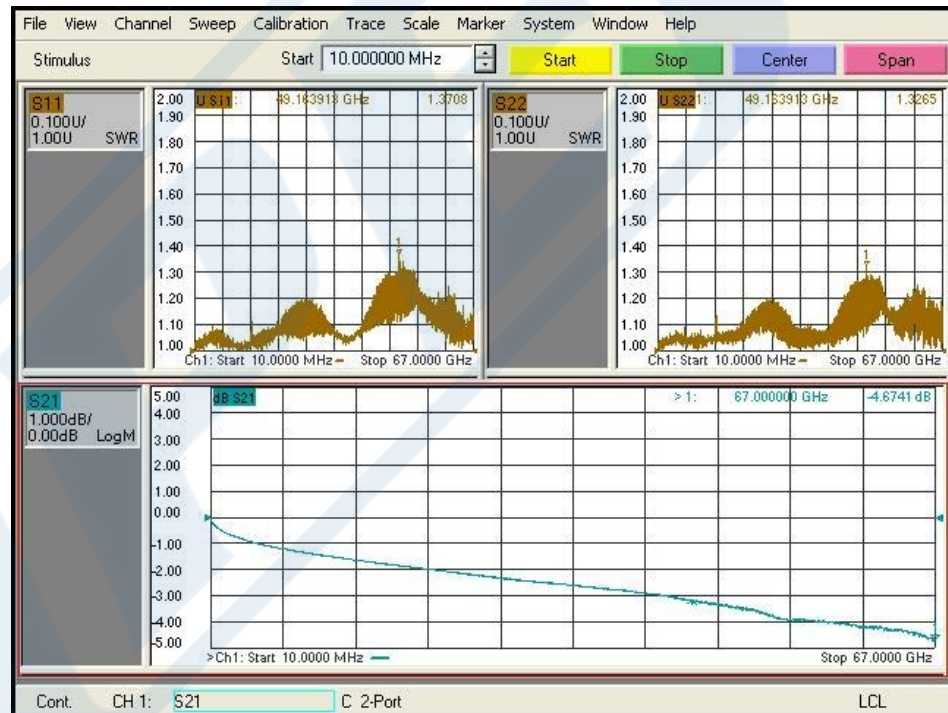 File View Channel Sweep Calibration Trace Scale Marker System Window Help
Stimulus Start 10.000000 MHz Start Stop Center Span
S11
0.100U/
1.00U SWR
2.00
1.90
1.80
1.70
1.60
1.50
1.40
1.30
1.20
1.10
1.00
U S11 1: 49.163913 GHz 1.3708
1
Ch1: Start 10.0000 MHz Stop 67.0000 GHz
S22
0.100U/
1.00U SWR
2.00
1.90
1.80
1.70
1.60
1.50
1.40
1.30
1.20
1.10
1.00
U S22 1: 49.163913 GHz 1.3265
1
Ch1: Start 10.0000 MHz Stop 67.0000 GHz
S21
1.000dB/
0.00dB LogM
5.00
4.00
3.00
2.00
1.00
0.00
-1.00
-2.00
-3.00
-4.00
-5.00
dB S21 > 1: 67.000000 GHz -4.6741 dB
>Ch1: Start 10.0000 MHz Stop 67.0000 GHz
Cont. CH 1: S21 C 2-Port LCL